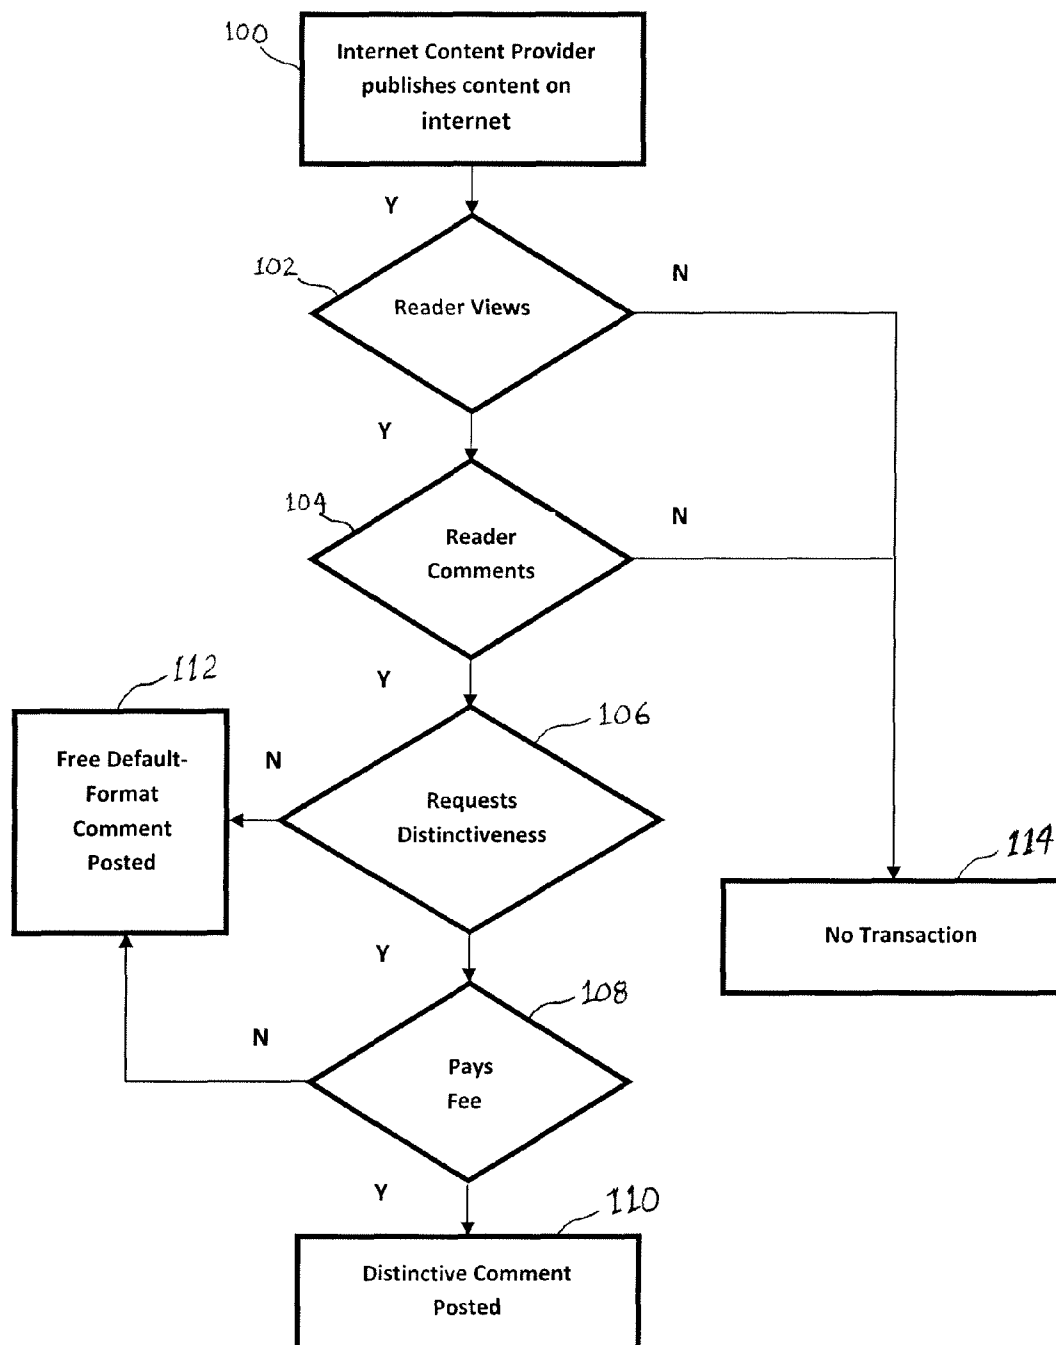 100
Internet Content Provider
publishes content on
internet
Y
102
Reader Views
N
Y
104
Reader
Comments
N
Y
112
106
Free Default-
Format
Comment
Posted
N
Requests
Distinctiveness
114
No Transaction
Y
108
N
Pays
Fee
Y
110
Distinctive Comment
Posted